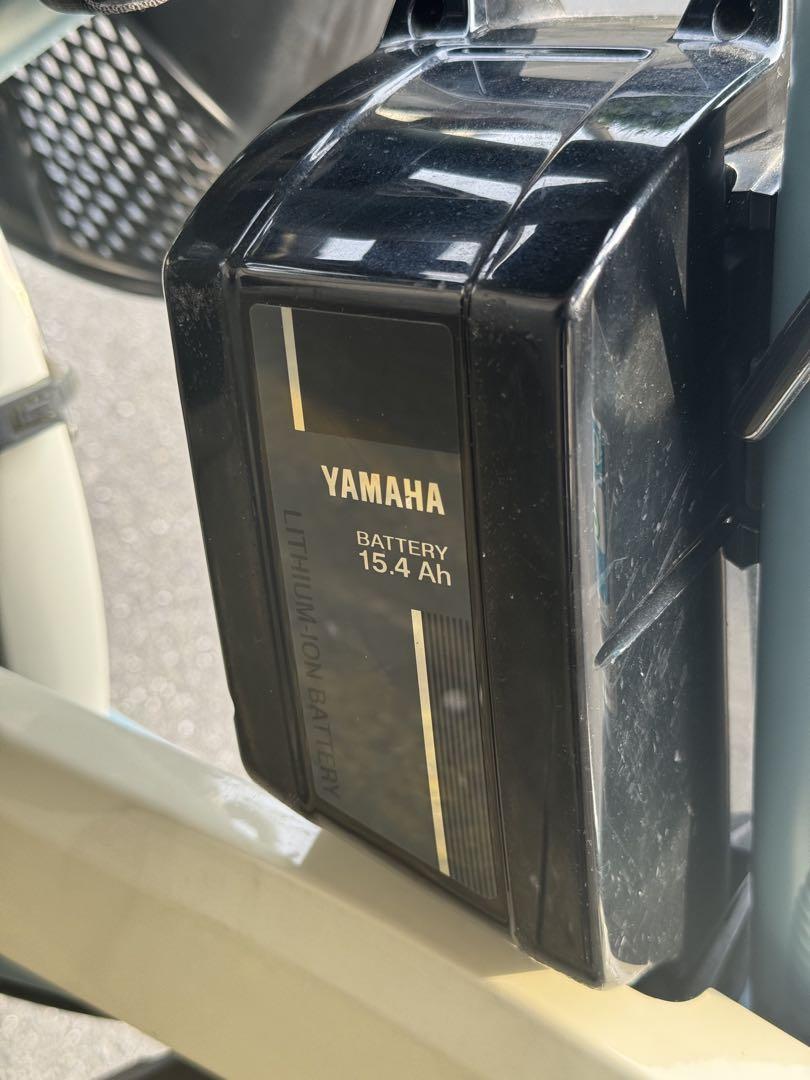 YAMAHA
BATTERY
15.4 Ah
LITHIUM-ION BATTERY